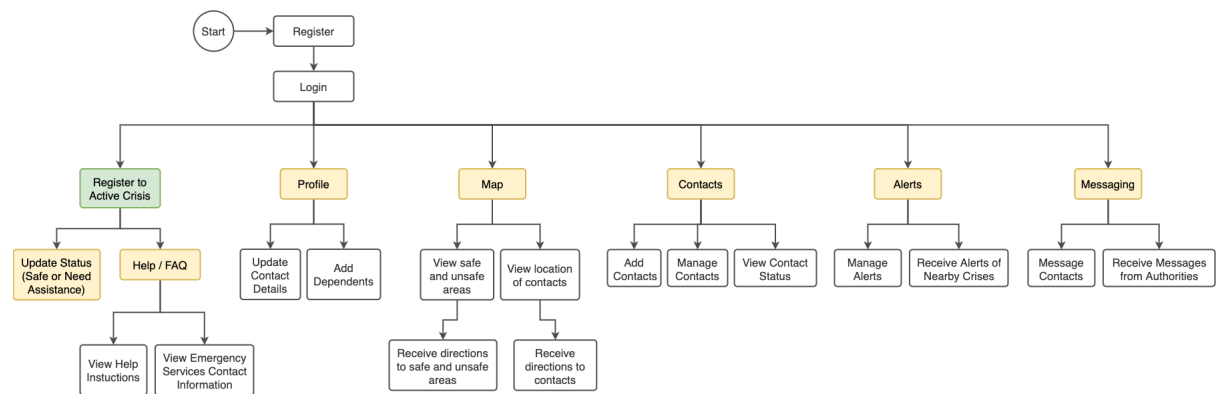 Start
Register
Login
Register to
Active Crisis
Profile
Map
Contacts
Alerts
Messaging
Update Status
(Safe or Need
Assistance)
Help / FAQ
Update
Contact
Details
Add
Dependents
View safe
and unsafe
areas
View location
of contacts
Add
Contacts
Manage
Contacts
View Contact
Status
Manage
Alerts
Receive Alerts of
Nearby Crises
Message
Contacts
Receive Messages
from Authorities
View Help
Instuctions
View Emergency
Services Contact
Information
Receive directions
to safe and unsafe
areas
Receive
directions to
contacts